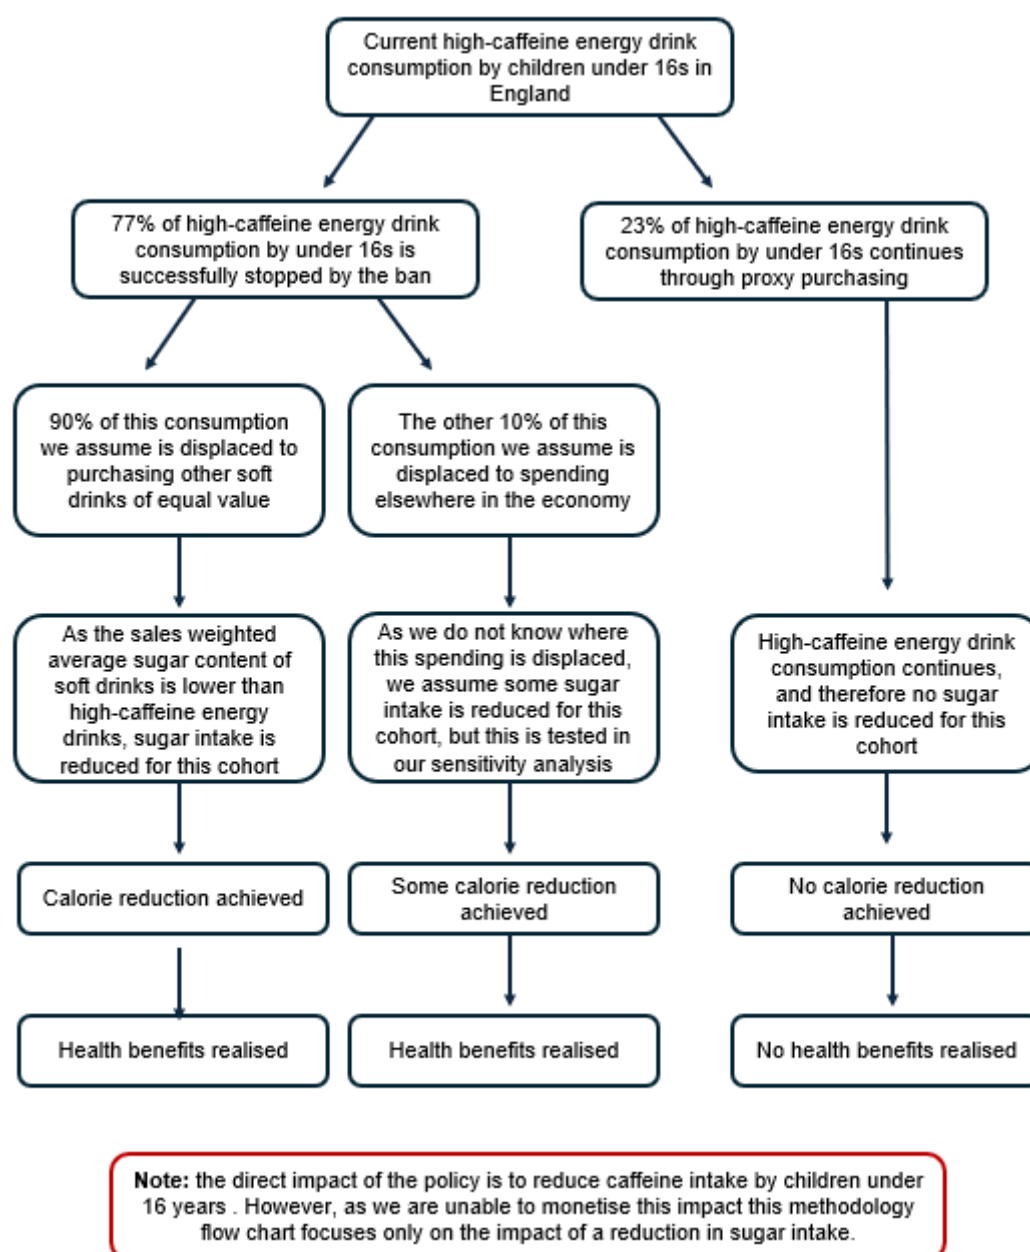 Current high-caffeine energy drink
consumption by children under 16s in
England
77% of high-caffeine energy drink
consumption by under 16s is
successfully stopped by the ban
23% of high-caffeine energy drink
consumption by under 16s continues
through proxy purchasing
90% of this consumption
we assume is displaced to
purchasing other soft
drinks of equal value
The other 10% of this
consumption we assume is
displaced to spending
elsewhere in the economy
As the sales weighted
average sugar content of
soft drinks is lower than
high-caffeine energy
drinks, sugar intake is
reduced for this cohort
As we do not know where
this spending is displaced,
we assume some sugar
intake is reduced for this
cohort, but this is tested in
our sensitivity analysis
High-caffeine energy drink
consumption continues,
and therefore no sugar
intake is reduced for this
cohort
Calorie reduction achieved
Some calorie reduction
achieved
No calorie reduction
achieved
Health benefits realised
Health benefits realised
No health benefits realised
Note: the direct impact of the policy is to reduce caffeine intake by children under
16 years . However, as we are unable to monetise this impact this methodology
flow chart focuses only on the impact of a reduction in sugar intake.